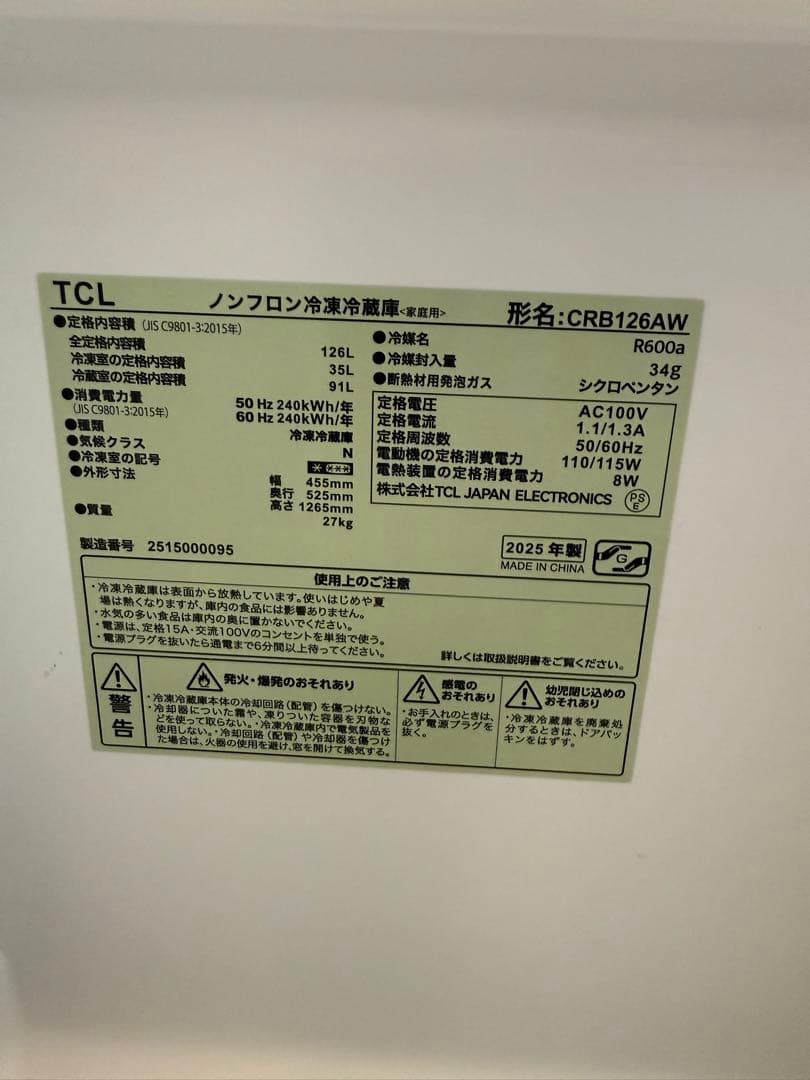 TCL ノンフロン冷凍冷蔵庫<家庭用> 形名:CRB126AW
●定格内容積 (JIS C9801-3:2015年)
全定格内容積 126L
冷凍室の定格内容積 35L
冷蔵室の定格内容積 91L
●消費電力量 50 Hz 240kWh/年
(JIS C9801-3:2015年) 60 Hz 240kWh/年
●種類 冷凍冷蔵庫
●気候クラス N
●冷凍室の記号
●外形寸法 幅 455mm
奥行 525mm
高さ 1265mm
●質量 27kg
●冷媒名 R600a
●冷媒封入量 34g
●断熱材用発泡ガス シクロペンタン
定格電圧 AC100V
定格電流 1.1/1.3A
定格周波数 50/60Hz
電動機の定格消費電力 110/115W
電熱装置の定格消費電力 8W
株式会社TCL JAPAN ELECTRONICS PSE
製造番号 2515000095
2025 年製
MADE IN CHINA
G
使用上のご注意
・冷凍冷蔵庫は表面から放熱しています。使いはじめや夏
場は熱くなりますが、庫内の食品には影響ありません。
・水気の多い食品は庫内の奥に置かないでください。
・電源は、定格15A・交流100Vのコンセントを単独で使う。
・電源プラグを抜いたら通電まで6分間以上待ってください。
詳しくは取扱説明書をご覧ください。
警告
発火・爆発のおそれあり
・冷凍冷蔵庫本体の冷却回路(配管)を傷つけない。
・冷却器についた霜や、凍りついた容器を刃物な
どを使って取らない。・冷凍冷蔵庫内で電気製品を
使用しない。・冷却回路(配管)や冷却器を傷つけ
た場合は、火器の使用を避け、窓を開けて換気する。
感電の
おそれあり
・お手入れのときは、
必ず電源プラグを
抜く。
幼児閉じ込めの
おそれあり
・冷凍冷蔵庫を廃棄処
分するときは、ドアパッ
キンをはずす。